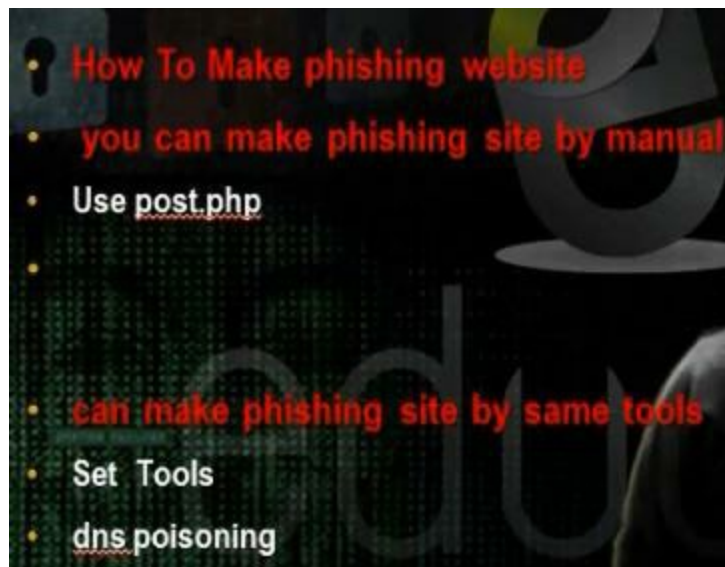 How To Make phishing website
you can make phishing site by manual
Use post.php
can make phishing site by same tools
Set Tools
dns poisoning